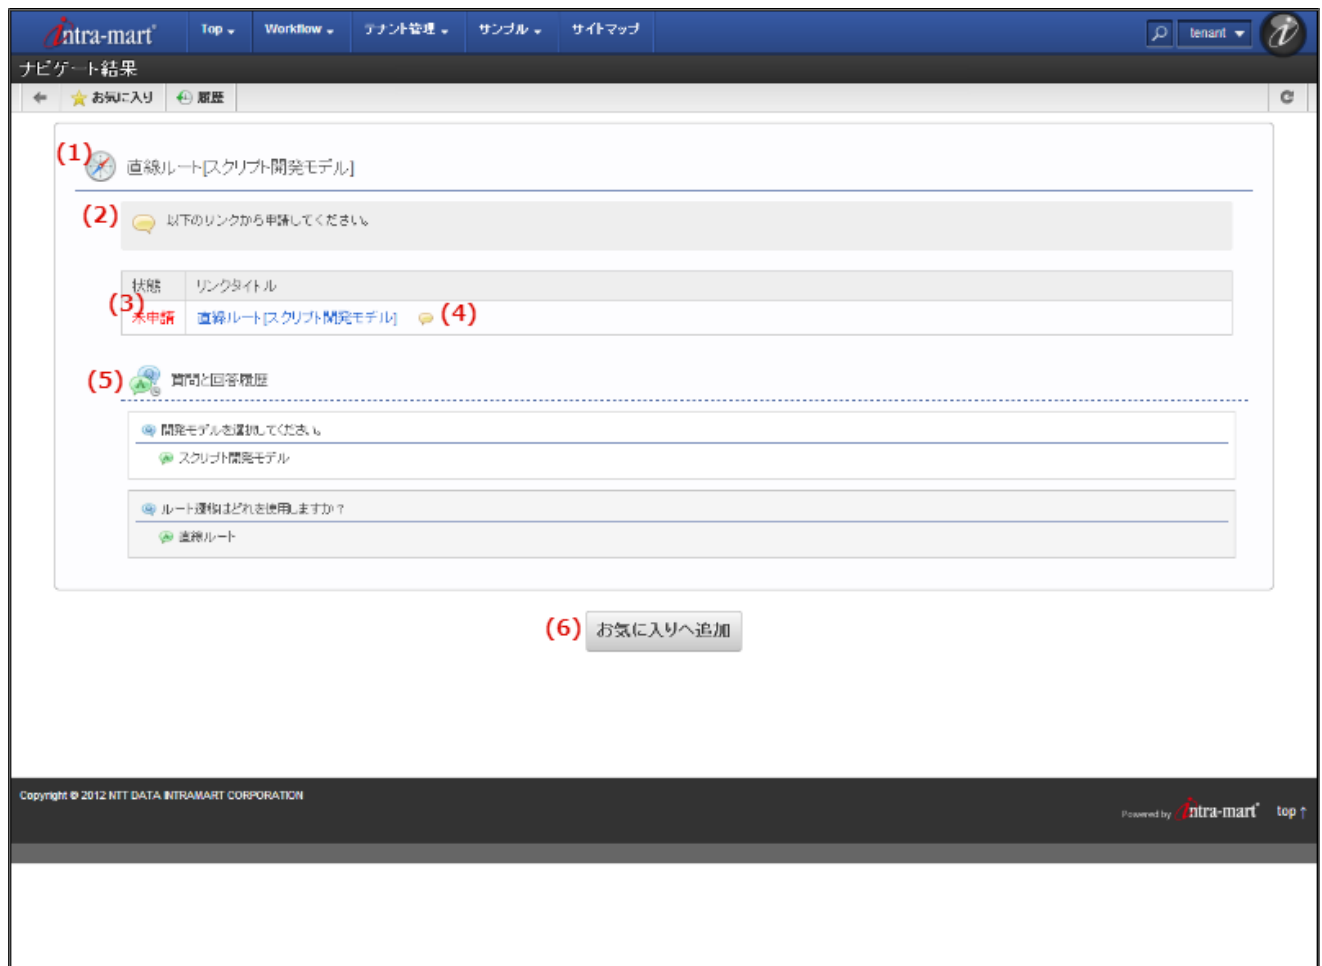 intra-mart Top Workflow テナント管理 サンプル サイトマップ tenant
ナビゲート結果
お気に入り 履歴
(1) 直線ルート[スクリプト開発モデル]
(2) 以下のリンクから申請してください。
状態 リンクタイトル
(3) 未申請 直線ルート[スクリプト開発モデル] (4)
(5) 質問と回答履歴
開発モデルを選択してください。
スクリプト開発モデル
ルート遷移はどれを使用しますか？
直線ルート
(6) お気に入りへ追加
Copyright © 2012 NTT DATA INTRAMART CORPORATION
Powered by intra-mart top ↑